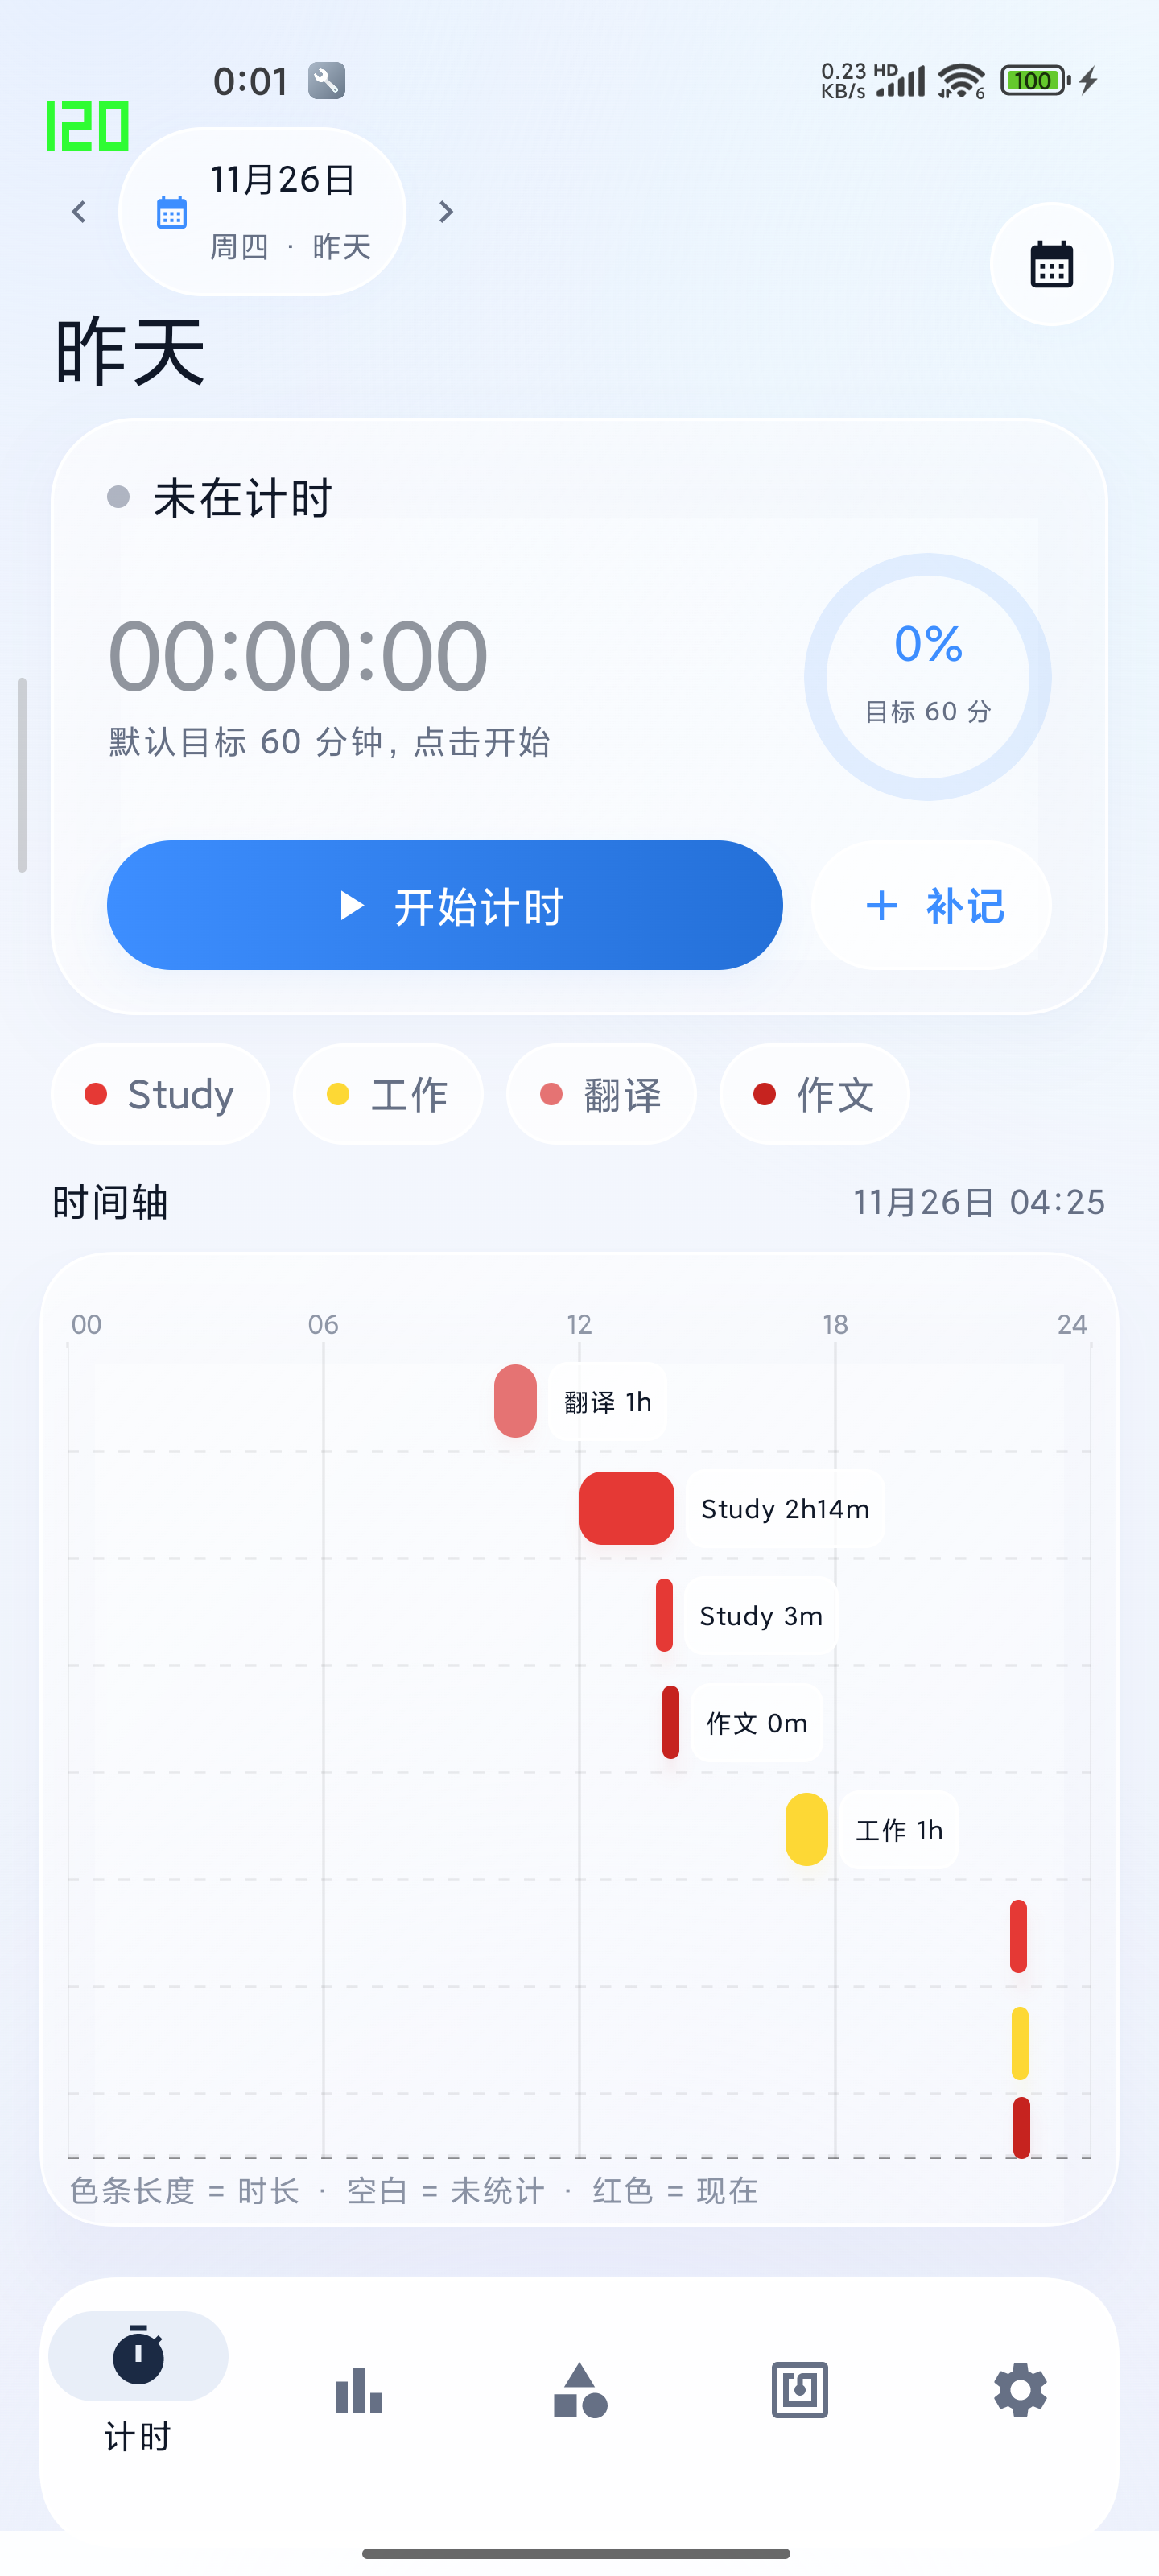 0:01
0.23 KB/s HD 6 100
120
11月26日
周四 · 昨天
昨天
未在计时
00:00:00
默认目标 60 分钟, 点击开始
0%
目标 60 分
开始计时
补记
Study
工作
翻译
作文
时间轴
11月26日 04:25
00 06 12 18 24
翻译 1h
Study 2h14m
Study 3m
作文 0m
工作 1h
色条长度 = 时长 · 空白 = 未统计 · 红色 = 现在
计时